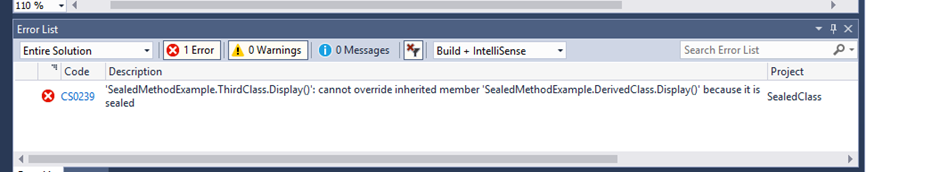 110 %
Error List
Entire Solution 1 Error 0 Warnings 0 Messages Build + IntelliSense Search Error List
Code Description Project
CS0239 'SealedMethodExample.ThirdClass.Display()': cannot override inherited member 'SealedMethodExample.DerivedClass.Display()' because it is
sealed SealedClass